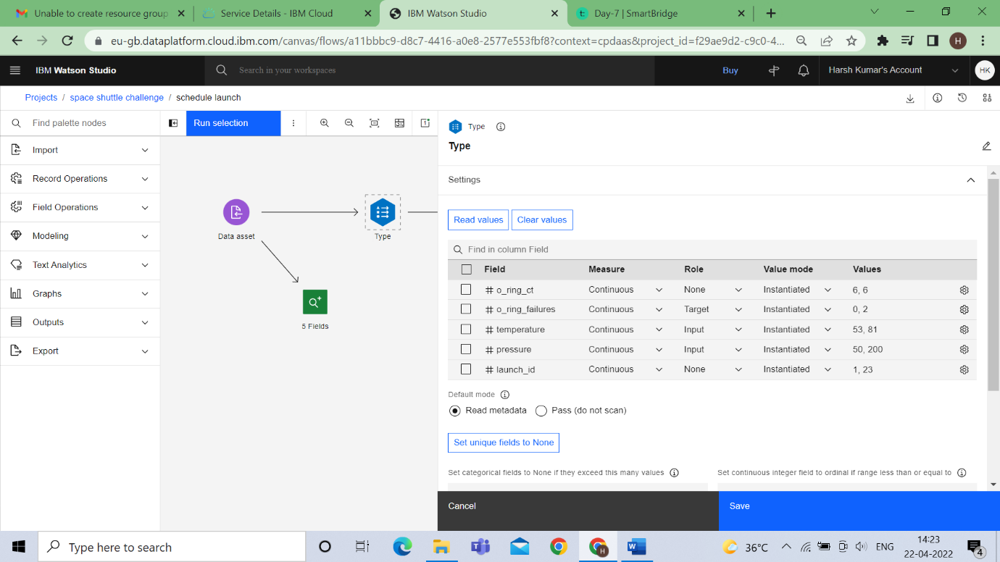 Unable to create resource group
Service Details - IBM Cloud
IBM Watson Studio
t: Day-7 | SmartBridge
eu-gb.dataplatform.cloud.ibm.com/canvas/flows/a11bbbc9-d8c7-4416-a0e8-2577e553fbf8?context=cpdaas&project_id=f29ae9d2-c9c0-4...
H
IBM Watson Studio
Search in your workspaces
Buy
Harsh Kumar's Account
HK
Projects / space shuttle challenge / schedule launch
Find palette nodes
Run selection
1
Import
Record Operations
Field Operations
Modeling
Text Analytics
Graphs
Outputs
Export
Data asset
Type
5 Fields
Type
Type
Settings
Read values
Clear values
Find in column Field
Field Measure Role Value mode Values
# o_ring_ct Continuous None Instantiated 6, 6
# o_ring_failures Continuous Target Instantiated 0, 2
# temperature Continuous Input Instantiated 53, 81
# pressure Continuous Input Instantiated 50, 200
# launch_id Continuous None Instantiated 1, 23
Default mode
Read metadata
Pass (do not scan)
Set unique fields to None
Set categorical fields to None if they exceed this many values
Set continuous integer field to ordinal if range less than or equal to
Cancel
Save
Type here to search
H
36°C
ENG
14:23
22-04-2022
4